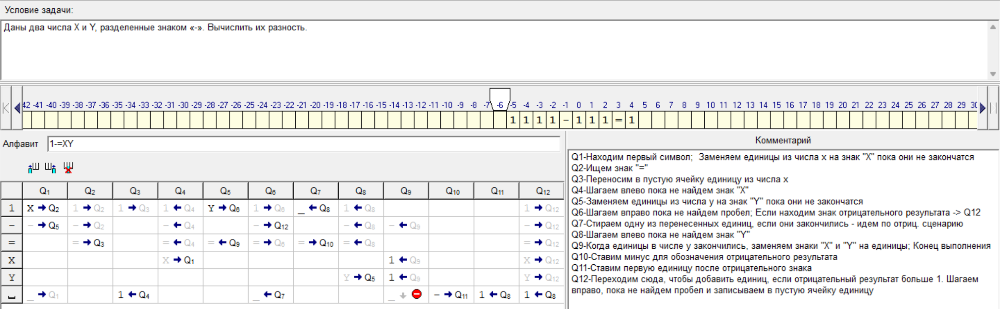 Условие задачи:
Даны два числа X и Y, разделенные знаком «-». Вычислить их разность.
42 -41 -40 -39 -38 -37 -36 -35 -34 -33 -32 -31 -30 -29 -28 -27 -26 -25 -24 -23 -22 -21 -20 -19 -18 -17 -16 -15 -14 -13 -12 -11 -10 -9 -8 -7 -6 -5 -4 -3 -2 -1 0 1 2 3 4 5 6 7 8 9 10 11 12 13 14 15 16 17 18 19 20 21 22 23 24 25 26 27 28 29 30
1 1 1 1 - 1 1 1 = 1
Алфавит 1-=XY
Q1 Q2 Q3 Q4 Q5 Q6 Q7 Q8 Q9 Q10 Q11 Q12
1 X → Q2 1 → Q2 1 → Q3 1 ← Q4 Y → Q6 1 → Q6 _ ← Q8 1 ← Q8 1 → Q12
- - → Q5 - → Q2 - ← Q4 - → Q12 - ← Q8 - ← Q9 - → Q12
= = → Q3 = ← Q4 = ← Q9 = → Q6 = → Q10 = ← Q8 = → Q12
X X → Q1 1 ← Q9 X → Q12
Y Y → Q5 1 ← Q9 Y → Q12
␣ _ → Q1 1 ← Q4 _ ← Q7 _ ↓ - → Q11 1 ← Q8 1 ← Q8
Комментарий
Q1-Находим первый символ; Заменяем единицы из числа x на знак "X" пока они не закончатся
Q2-Ищем знак "="
Q3-Переносим в пустую ячейку единицу из числа x
Q4-Шагаем влево пока не найдем знак "X"
Q5-Заменяем единицы из числа y на знак "Y" пока они не закончатся
Q6-Шагаем вправо пока не найдем пробел; Если находим знак отрицательного результата -> Q12
Q7-Стираем одну из перенесенных единиц, если они закончились - идем по отриц. сценарию
Q8-Шагаем влево пока не найдем знак "Y"
Q9-Когда единицы в числе y закончились, заменяем знаки "X" и "Y" на единицы; Конец выполнения
Q10-Ставим минус для обозначения отрицательного результата
Q11-Ставим первую единицу после отрицательного знака
Q12-Переходим сюда, чтобы добавить единиц, если отрицательный результат больше 1. Шагаем
вправо, пока не найдем пробел и записываем в пустую ячейку единицу